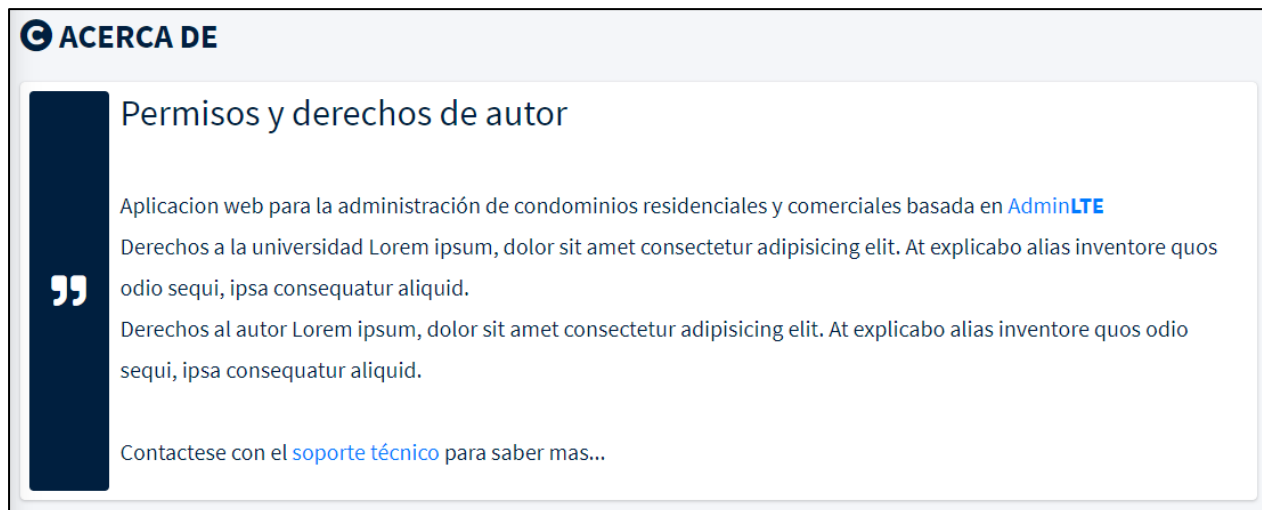 ACERCA DE
Permisos y derechos de autor
Aplicacion web para la administración de condominios residenciales y comerciales basada en AdminLTE
Derechos a la universidad Lorem ipsum, dolor sit amet consectetur adipisicing elit. At explicabo alias inventore quos
odio sequi, ipsa consequatur aliquid.
Derechos al autor Lorem ipsum, dolor sit amet consectetur adipisicing elit. At explicabo alias inventore quos odio
sequi, ipsa consequatur aliquid.
Contactese con el soporte técnico para saber mas...